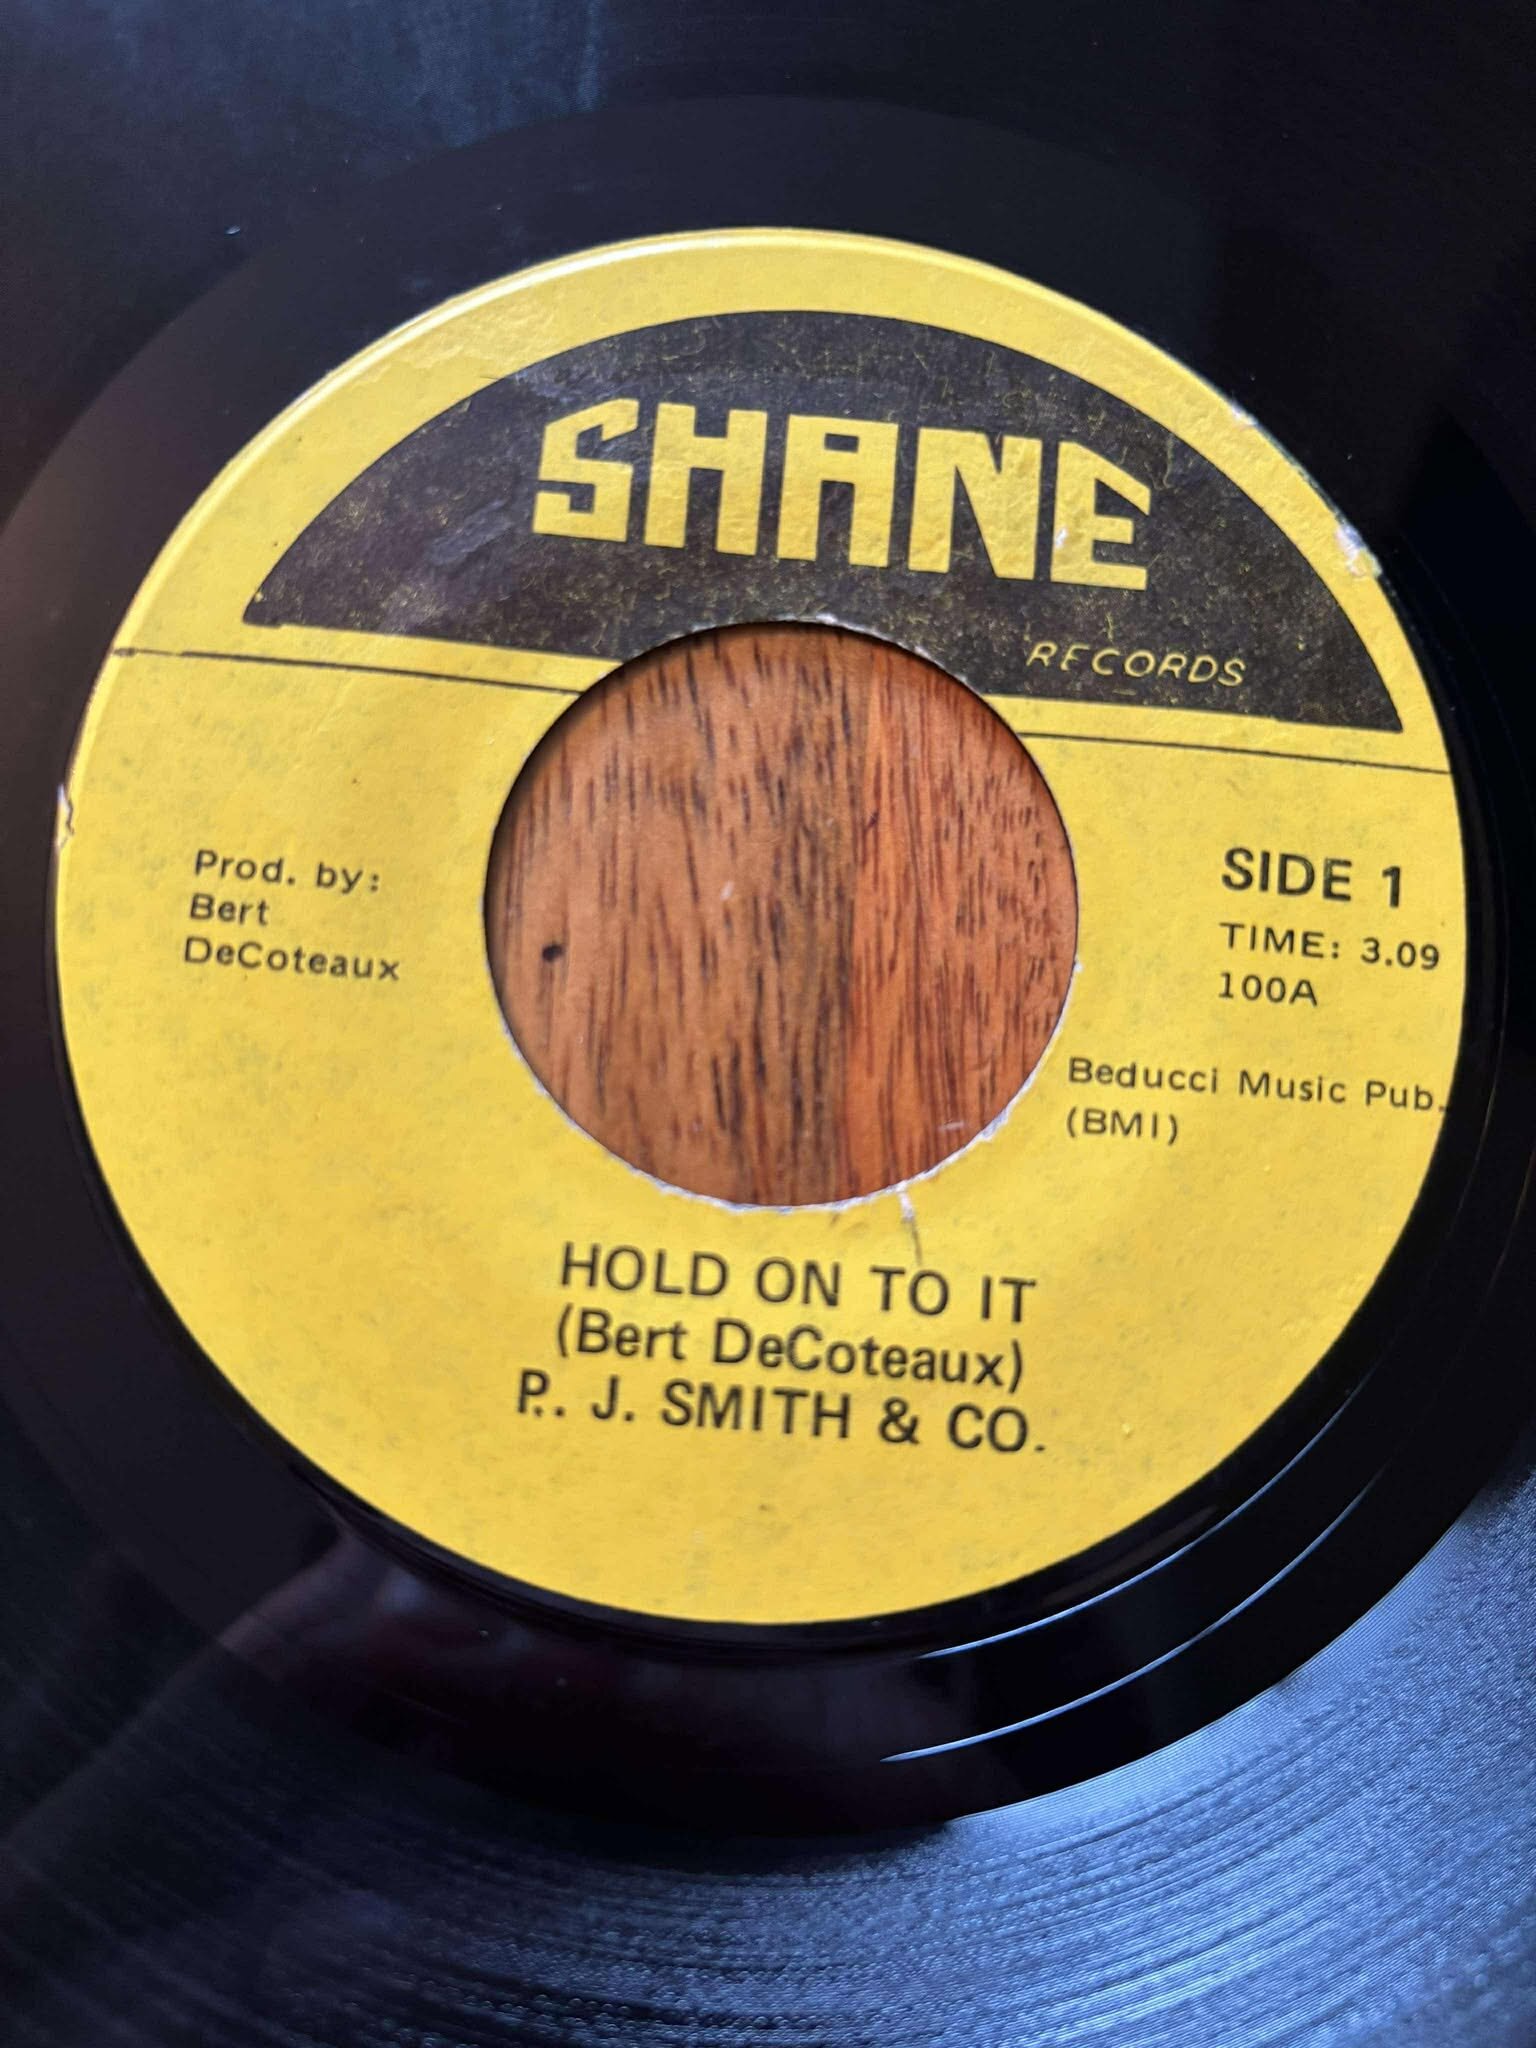 SHANE
RECORDS
Prod. by:
Bert
DeCoteaux
SIDE 1
TIME: 3.09
100A
Beducci Music Pub.
(BMI)
HOLD ON TO IT
(Bert DeCoteaux)
P.. J. SMITH & CO.